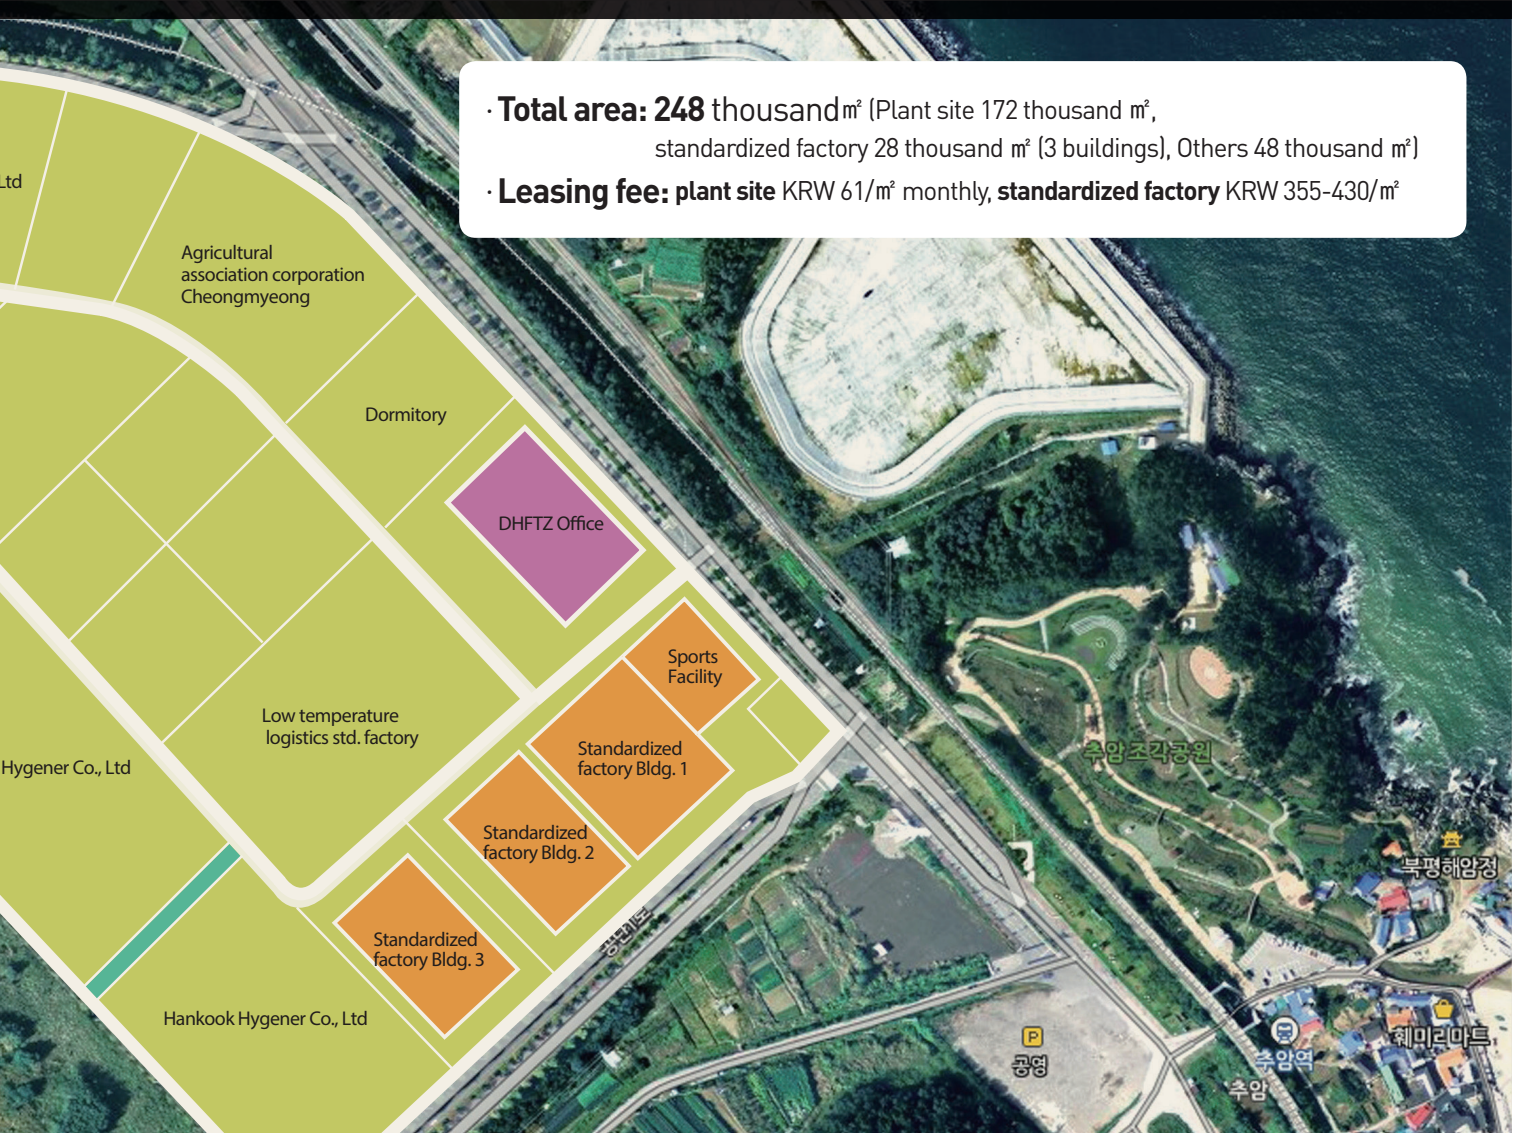 · Total area: 248 thousand㎡ (Plant site 172 thousand ㎡,
standardized factory 28 thousand ㎡ (3 buildings), Others 48 thousand ㎡)
· Leasing fee: plant site KRW 61/㎡ monthly, standardized factory KRW 355-430/㎡
Ltd
Agricultural
association corporation
Cheongmyeong
Dormitory
DHFTZ Office
Sports
Facility
Low temperature
logistics std. factory
Standardized
factory Bldg. 1
Hygener Co., Ltd
Standardized
factory Bldg. 2
Standardized
factory Bldg. 3
Hankook Hygener Co., Ltd
추암조각공원
북평해암정
P
공영
추암역
훼미리마트
추암